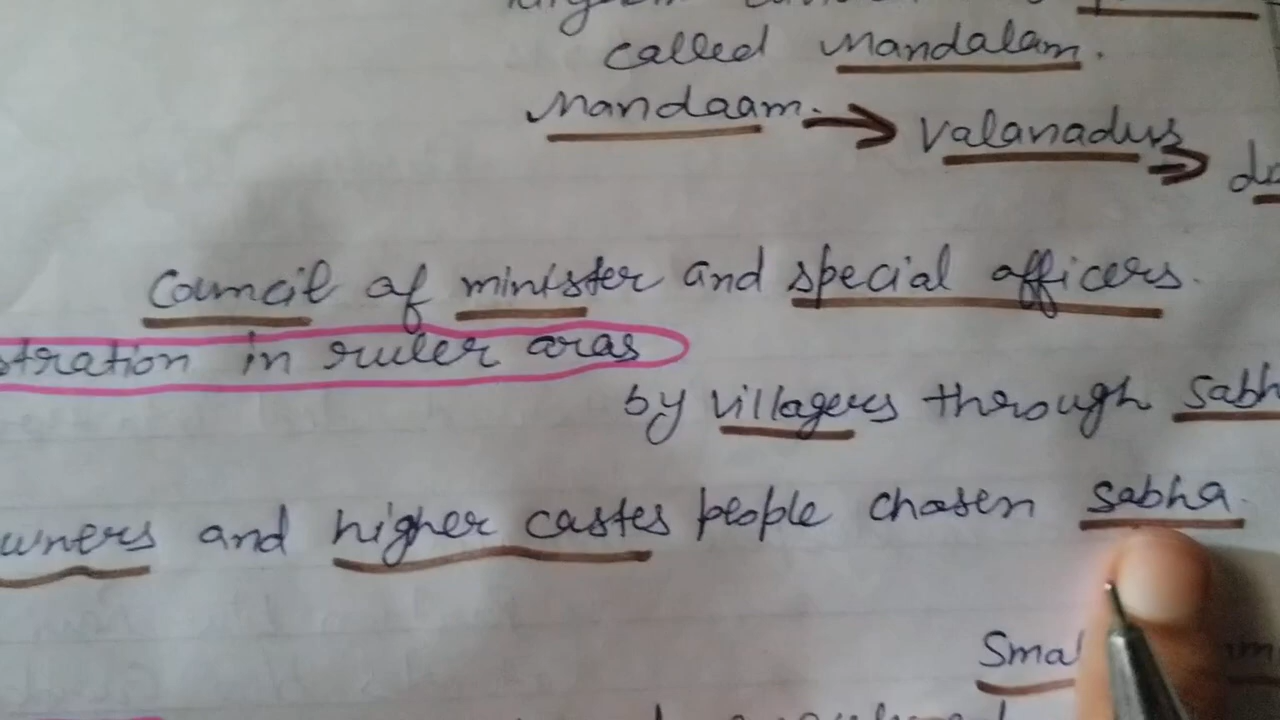 called Mandalam.
Mandaam. → Valanadus →
Council of minister and special officers.
stration in ruler aras
by villagers through sabh
wners and higher castes people chosen sabha.
Smal